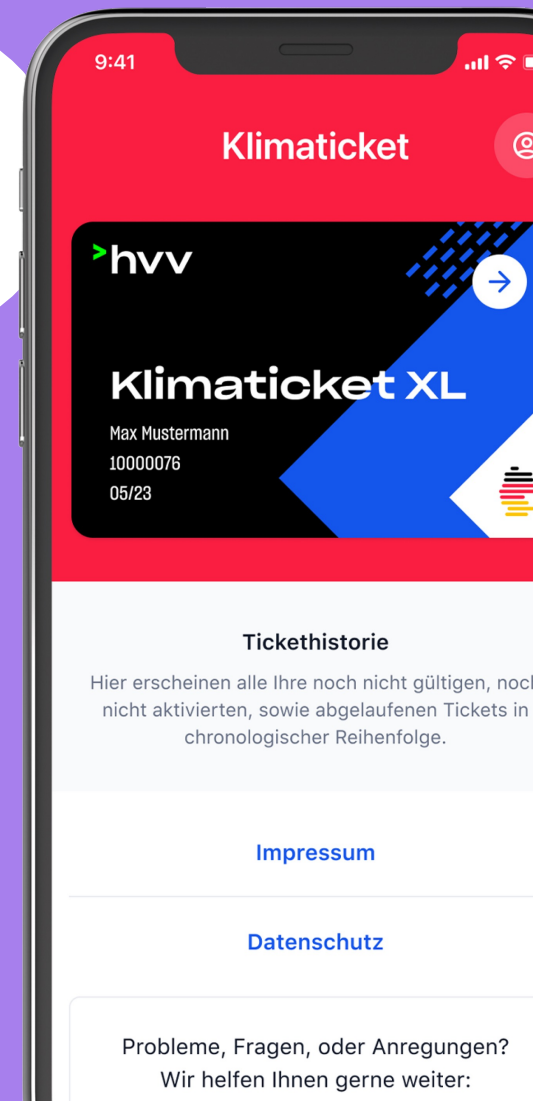 9:41
Klimaticket
>hvv
Klimaticket XL
Max Mustermann
10000076
05/23
Tickethistorie
Hier erscheinen alle Ihre noch nicht gültigen,
nicht aktivierten, sowie abgelaufenen Tickets in
chronologischer Reihenfolge.
Impressum
Datenschutz
Probleme, Fragen, oder Anregungen?
Wir helfen Ihnen gerne weiter: